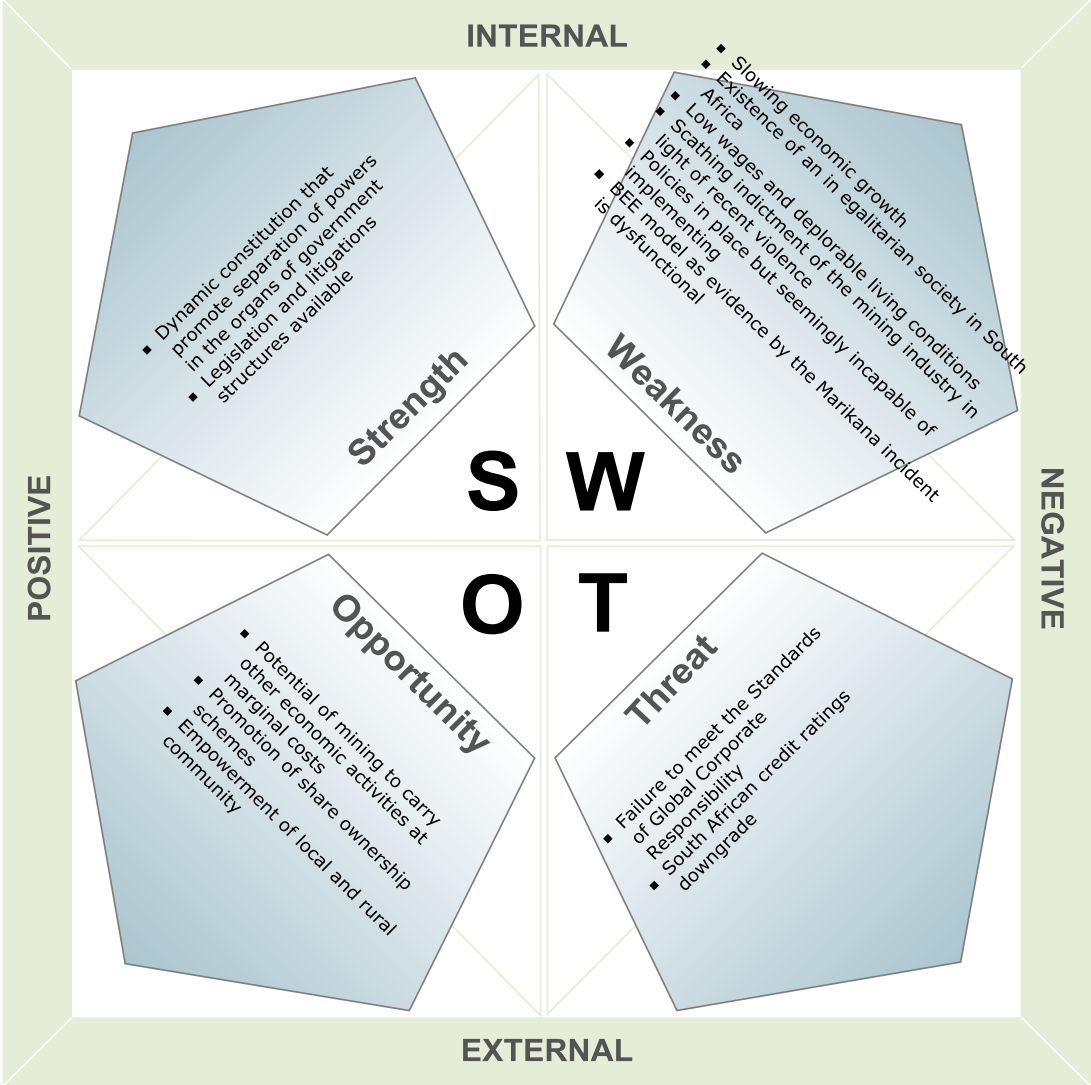 INTERNAL
Dynamic constitution that
promote separation of powers
in the organs of government
Legislation and litigations
structures available
Strength
Slowing economic growth
Existence of an in egalitarian society in South
Africa
Low wages and deplorable living conditions
Scathing indictment of the mining Industry in
light of recent violence
Policies in place but seemingly incapable of
implementing
BEE model as evidence by the Marikana incident
is dysfunctional
Weakness
S W
POSITIVE
NEGATIVE
O T
Opportunity
Potential of mining to carry
other economic activities at
marginal costs
Promotion of share ownership
schemes
Empowerment of local and rural
community
Threat
Failure to meet the Standards
of Global Corporate
Responsibility
South African credit ratings
downgrade
EXTERNAL